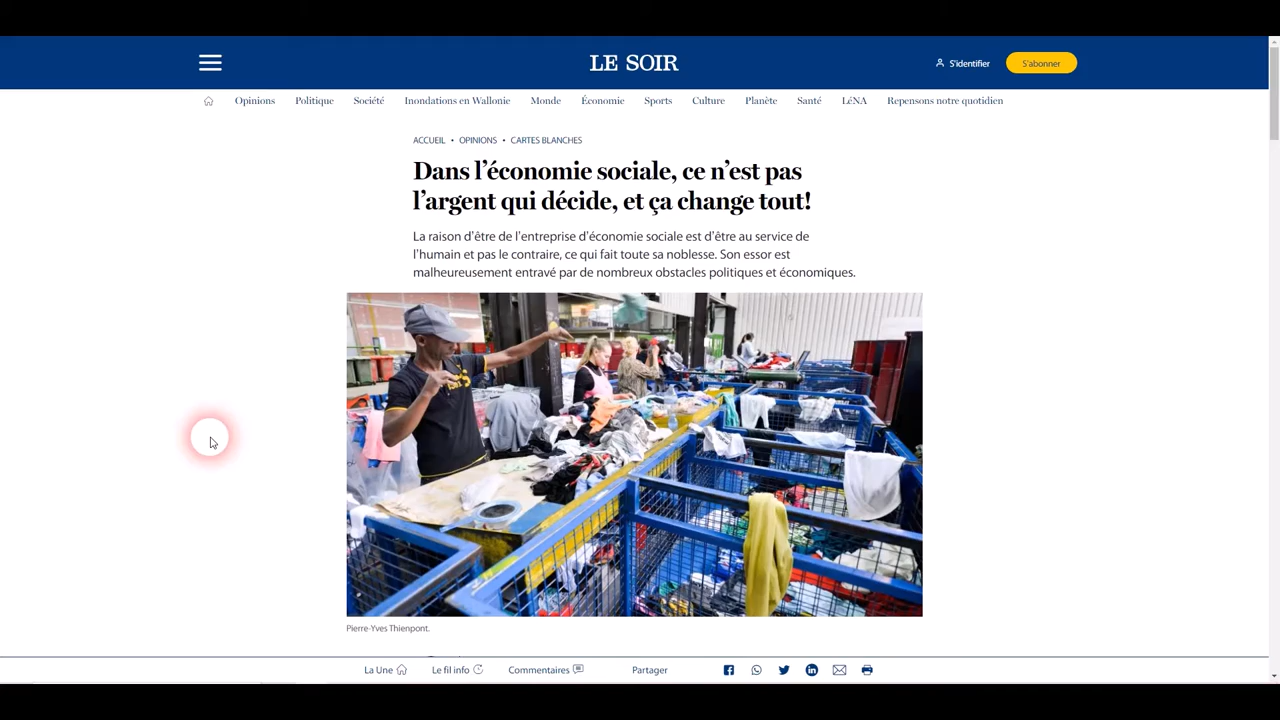 LE SOIR
S'identifier
S'abonner
Opinions Politique Société Inondations en Wallonie Monde Économie Sports Culture Planète Santé LéNA Repensons notre quotidien
ACCUEIL • OPINIONS • CARTES BLANCHES
Dans l’économie sociale, ce n’est pas
l’argent qui décide, et ça change tout!
La raison d’être de l’entreprise d’économie sociale est d’être au service de
l’humain et pas le contraire, ce qui fait toute sa noblesse. Son essor est
malheureusement entravé par de nombreux obstacles politiques et économiques.
Pierre-Yves Thienpont.
La Une Le fil info Commentaires Partager